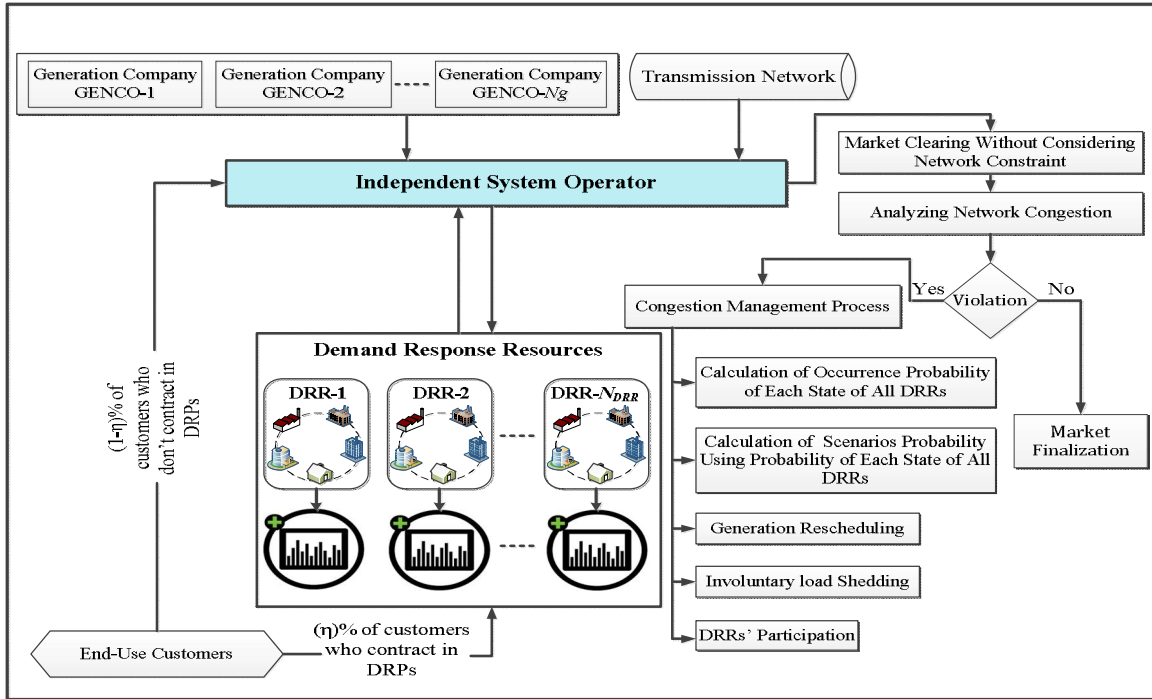 Generation Company
GENCO-1
Generation Company
GENCO-2
Generation Company
GENCO-Ng
Transmission Network
Independent System Operator
Market Clearing Without Considering
Network Constraint
Analyzing Network Congestion
Violation
Yes
No
Congestion Management Process
Calculation of Occurrence Probability
of Each State of All DRRs
Calculation of Scenarios Probability
Using Probability of Each State of All
DRRs
Generation Rescheduling
Involuntary load Shedding
DRRs' Participation
Market
Finalization
Demand Response Resources
DRR-1
DRR-2
DRR-NDRR
(1-η)% of
customers who
don't contract in
DRPs
End-Use Customers
(η)% of customers
who contract in
DRPs